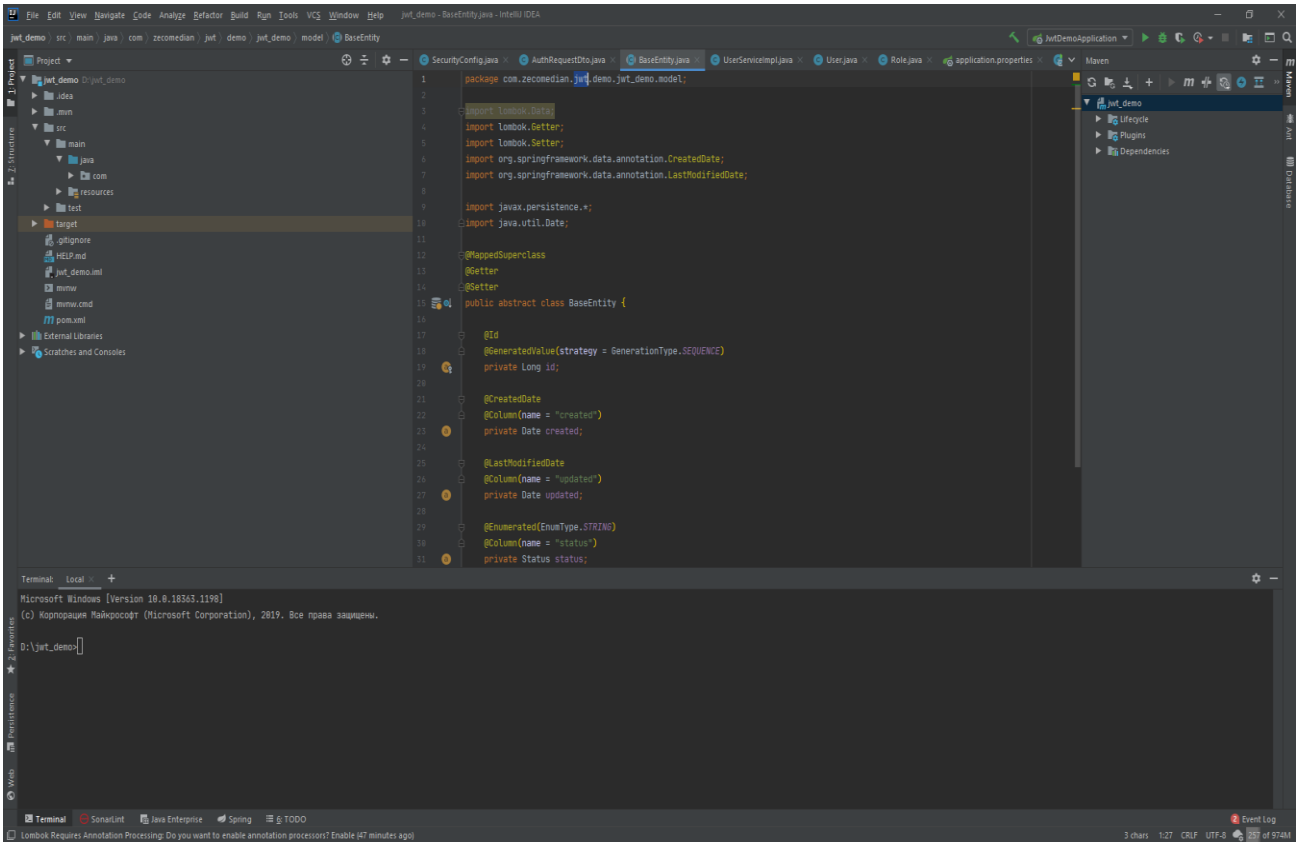 File Edit View Navigate Code Analyze Refactor Build Run Tools VCS Window Help jwt_demo - BaseEntity.java - IntelliJ IDEA
jwt_demo src main java com zecomedian jwt demo jwt_demo model BaseEntity JwtDemoApplication
Project SecurityConfig.java AuthRequestDto.java BaseEntity.java UserServiceImpl.java User.java Role.java application.properties Maven
1: Project
7: Structure
2: Favorites
Persistence
Web
jwt_demo D:\jwt_demo
.idea
.mvn
src
main
java
com
resources
test
target
.gitignore
HELP.md
jwt_demo.iml
mvnw
mvnw.cmd
pom.xml
External Libraries
Scratches and Consoles
1 package com.zecomedian.jwt.demo.jwt_demo.model;
2
3 import lombok.Data;
4 import lombok.Getter;
5 import lombok.Setter;
6 import org.springframework.data.annotation.CreatedDate;
7 import org.springframework.data.annotation.LastModifiedDate;
8
9 import javax.persistence.*;
10 import java.util.Date;
11
12 @MappedSuperclass
13 @Getter
14 @Setter
15 public abstract class BaseEntity {
16
17 @Id
18 @GeneratedValue(strategy = GenerationType.SEQUENCE)
19 private Long id;
20
21 @CreatedDate
22 @Column(name = "created")
23 private Date created;
24
25 @LastModifiedDate
26 @Column(name = "updated")
27 private Date updated;
28
29 @Enumerated(EnumType.STRING)
30 @Column(name = "status")
31 private Status status;
jwt_demo
Lifecycle
Plugins
Dependencies
Maven
Ant
Database
Terminal: Local +
Microsoft Windows [Version 10.0.18363.1198]
(c) Корпорация Майкрософт (Microsoft Corporation), 2019. Все права защищены.
D:\jwt_demo>
Terminal SonarLint Java Enterprise Spring 6: TODO 2 Event Log
Lombok Requires Annotation Processing: Do you want to enable annotation processors? Enable (47 minutes ago) 3 chars 1:27 CRLF UTF-8 257 of 974M